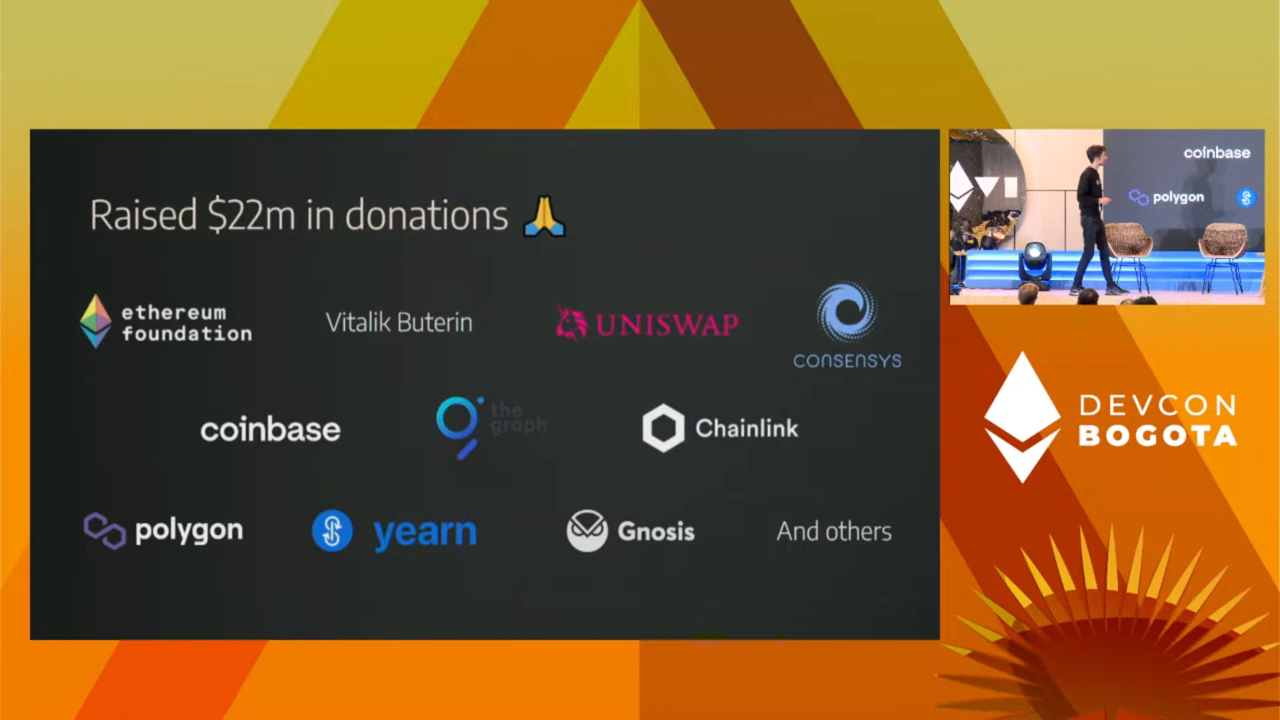 Raised $22m in donations 🙏
ethereum
foundation
Vitalik Buterin
UNISWAP
CONSENSYS
coinbase
the
graph
Chainlink
polygon
yearn
Gnosis
And others
coinbase
polygon
VI
DEVCON
BOGOTA